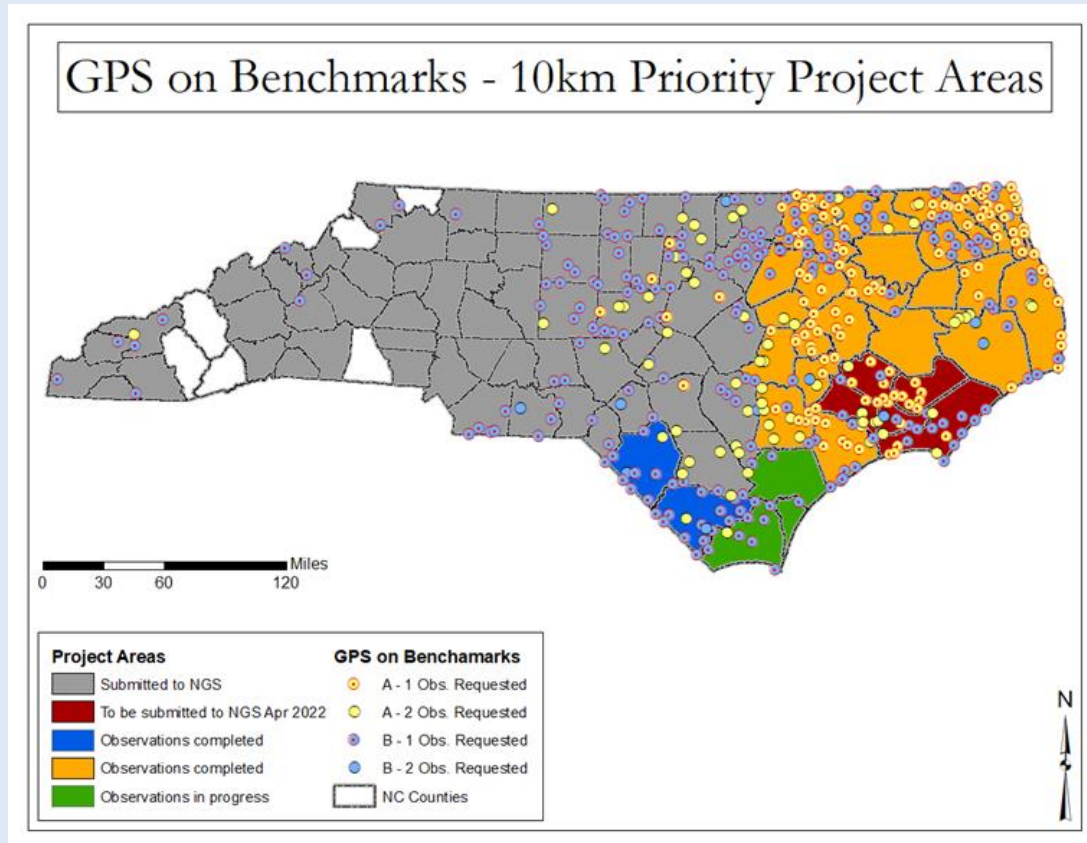 GPS on Benchmarks - 10km Priority Project Areas
Miles
0 30 60 120
Project Areas
Submitted to NGS
To be submitted to NGS Apr 2022
Observations completed
Observations completed
Observations in progress
GPS on Benchamarks
A - 1 Obs. Requested
A - 2 Obs. Requested
B - 1 Obs. Requested
B - 2 Obs. Requested
NC Counties
N